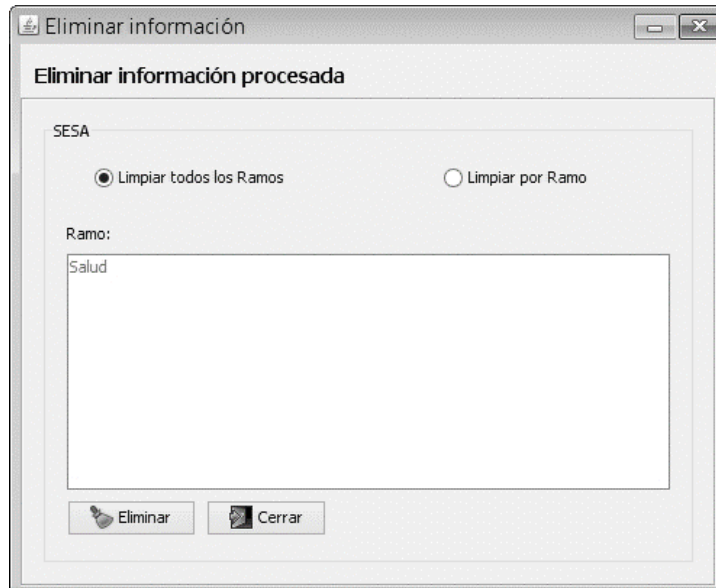 Eliminar información
Eliminar información procesada
SESA
Limpiar todos los Ramos
Limpiar por Ramo
Ramo:
Salud
Eliminar
Cerrar